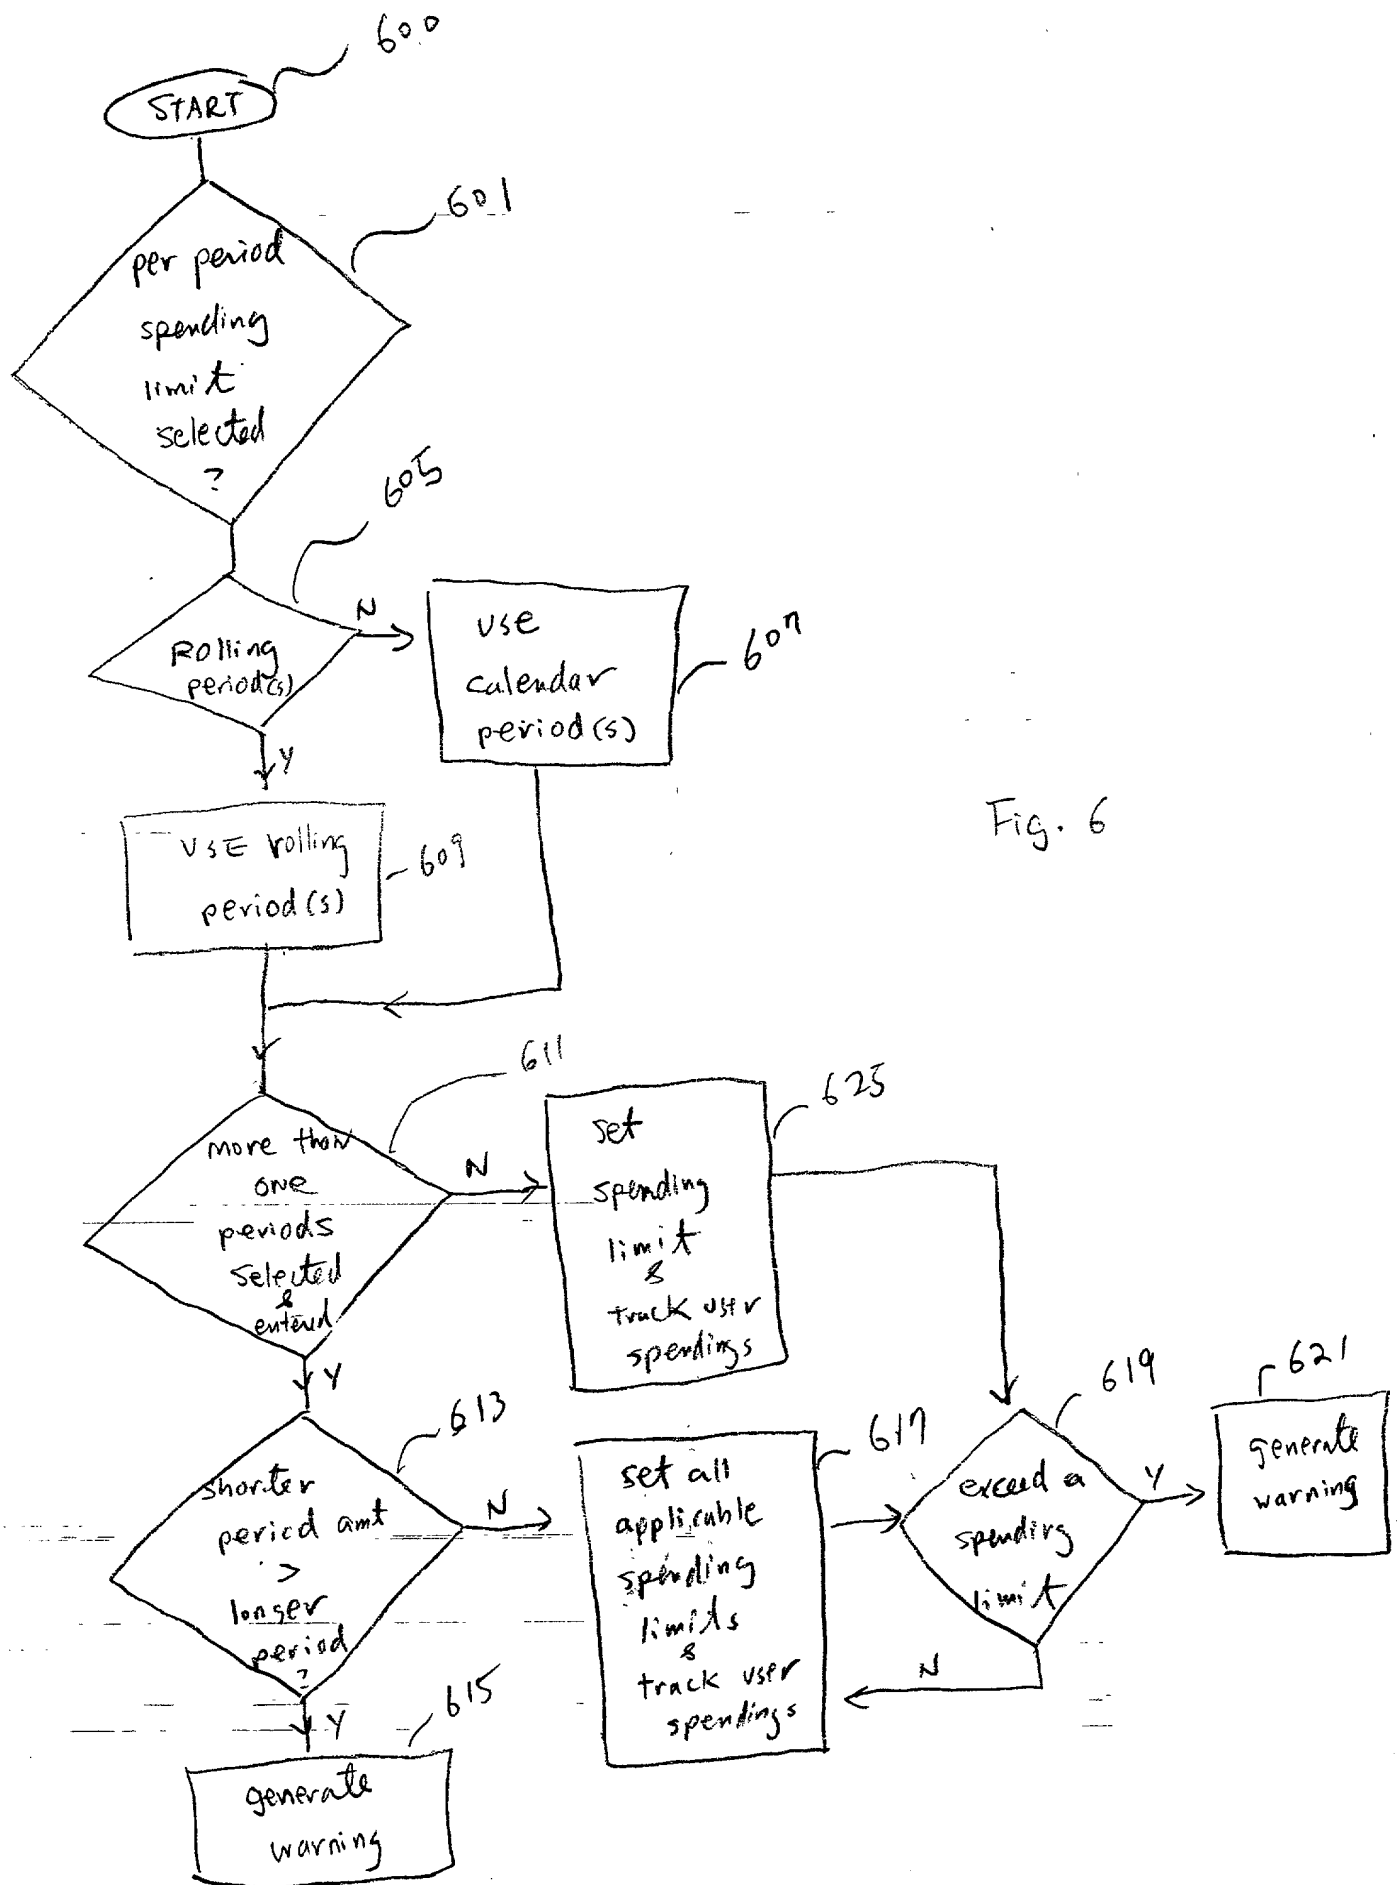 600
START
601
per period
spending
limit
selected
?
605
N
Rolling
period(s)
Y
use
calendar
period(s)
607
USE rolling
period(s)
609
Fig. 6
611
more than
one
periods
selected
&
entered
N
Y
set
spending
limit
&
track user
spendings
625
613
shorter
period amt
>
longer
period
?
N
Y
615
generate
warning
617
set all
applicable
spending
limits
&
track user
spendings
619
exceed a
spending
limit
Y
N
621
generate
warning